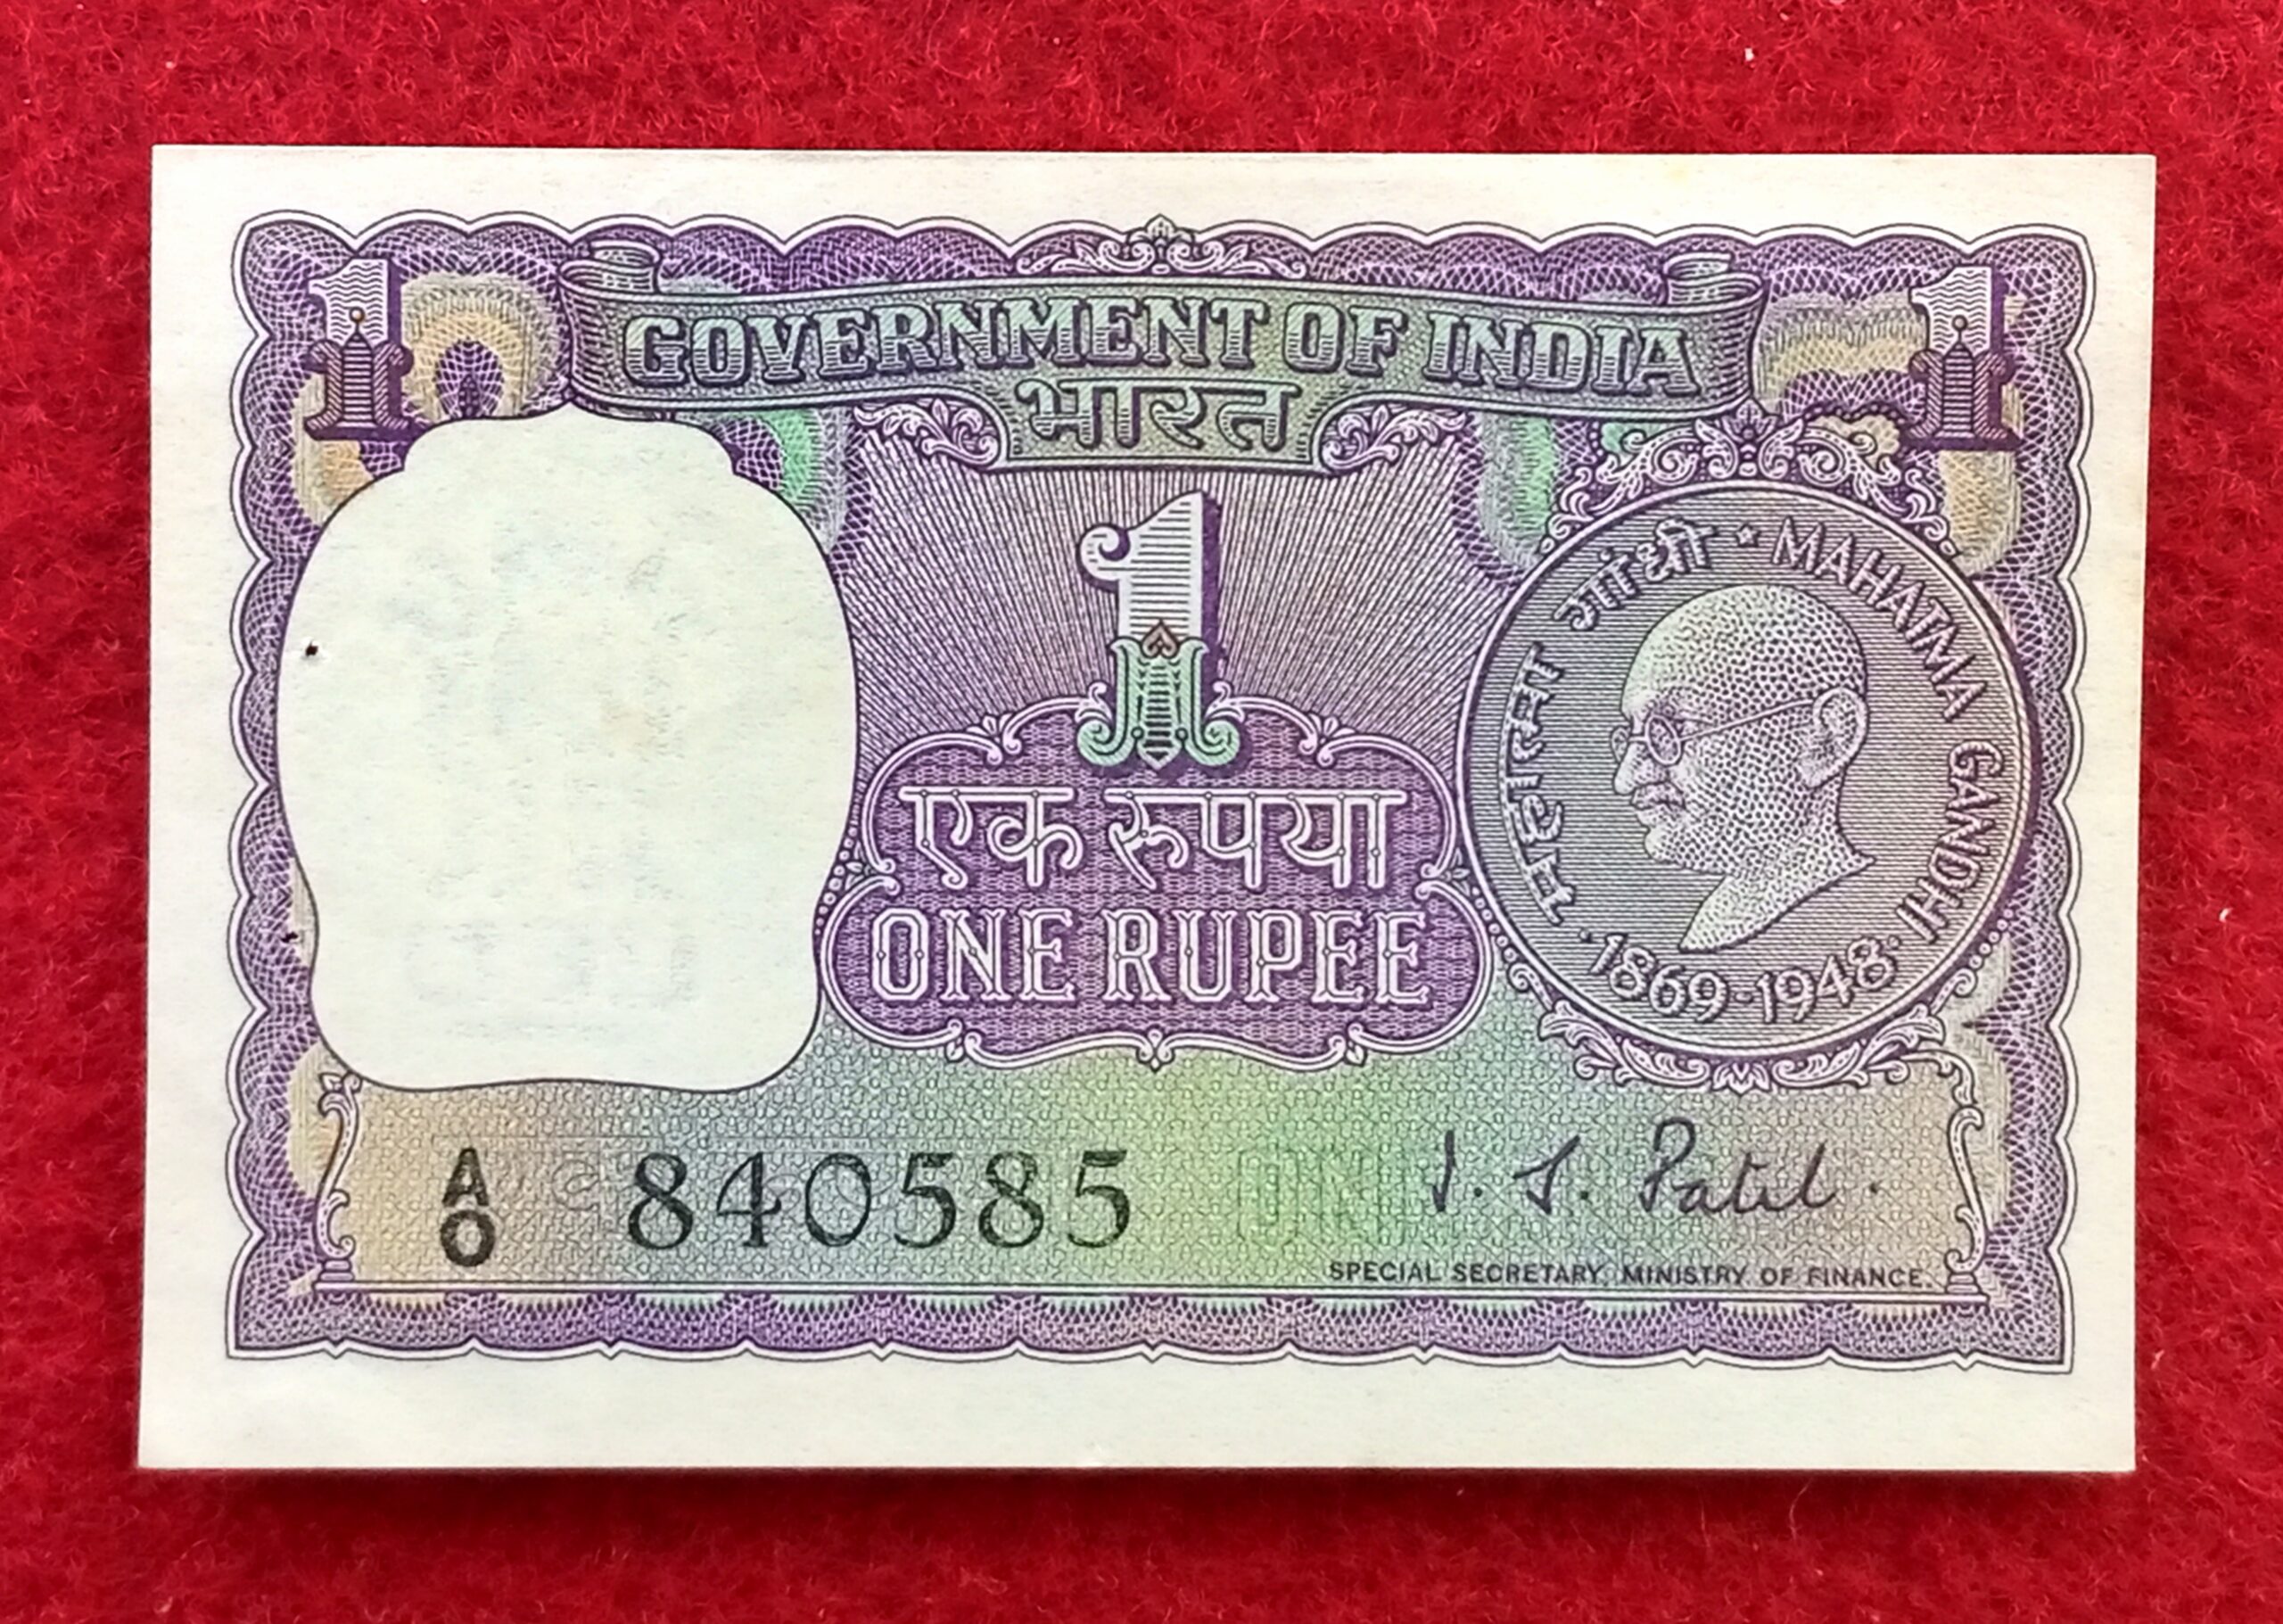 1 1
GOVERNMENT OF INDIA
भारत
1
एक रुपया
ONE RUPEE
महात्मा गांधी * MAHATMA GANDHI
· 1869-1948 ·
A
0 840585
I. G. Patel.
SPECIAL SECRETARY, MINISTRY OF FINANCE.